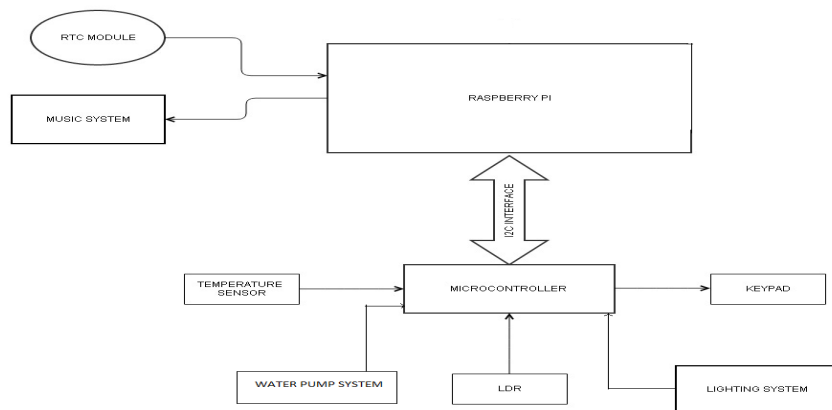 RTC MODULE
RASPBERRY PI
MUSIC SYSTEM
I2C INTERFACE
TEMPERATURE
SENSOR
MICROCONTROLLER
KEYPAD
WATER PUMP SYSTEM
LDR
LIGHTING SYSTEM